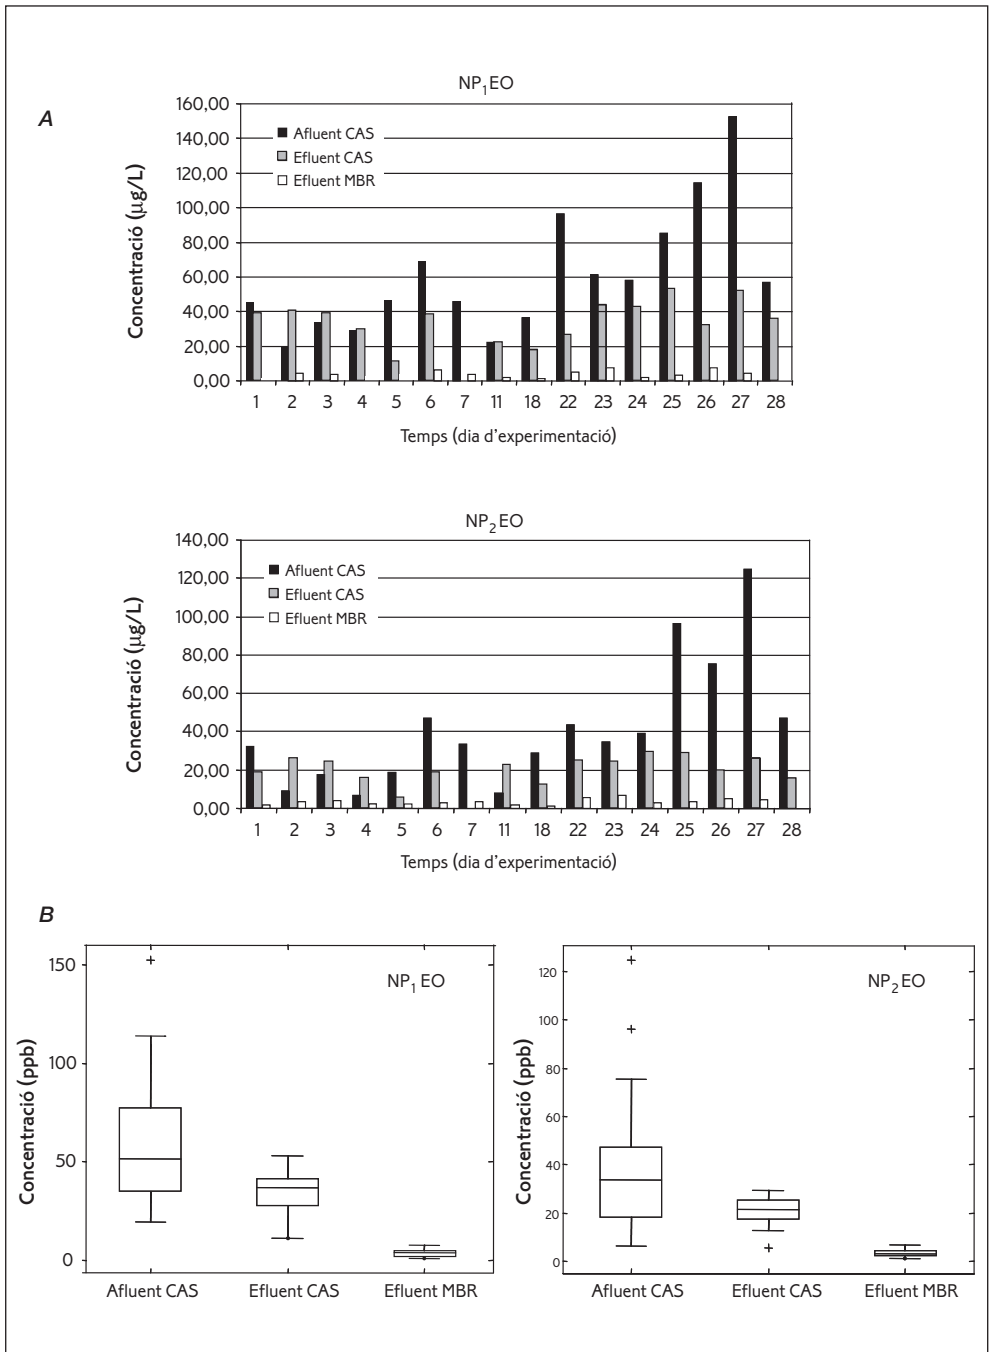 A
NP1EO
Concentració (μg/L)
160,00
140,00
120,00
100,00
80,00
60,00
40,00
20,00
0,00
Afluent CAS
Efluent CAS
Efluent MBR
1 2 3 4 5 6 7 11 18 22 23 24 25 26 27 28
Temps (dia d'experimentació)
NP2EO
Concentració (μg/L)
140,00
120,00
100,00
80,00
60,00
40,00
20,00
0,00
Afluent CAS
Efluent CAS
Efluent MBR
1 2 3 4 5 6 7 11 18 22 23 24 25 26 27 28
Temps (dia d'experimentació)
B
NP1EO
Concentració (ppb)
150
100
50
0
Afluent CAS Efluent CAS Efluent MBR
NP2EO
Concentració (ppb)
120
100
80
60
40
20
0
Afluent CAS Efluent CAS Efluent MBR